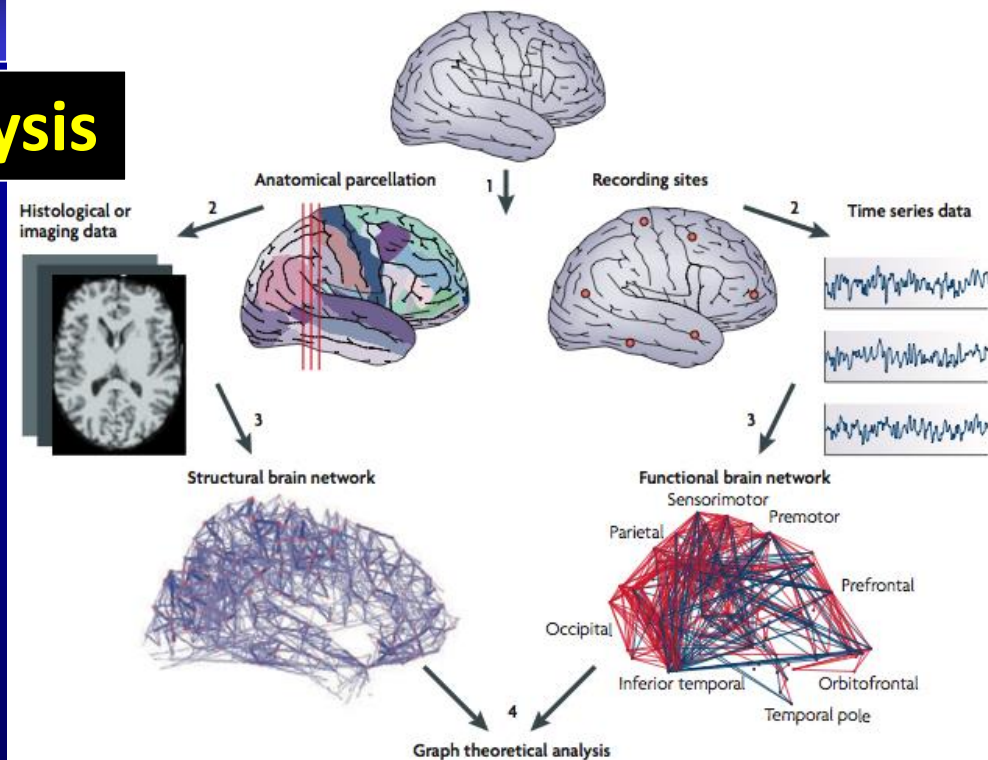 ysis
Anatomical parcellation
1
Recording sites
Histological or
imaging data
2
2
Time series data
3
3
Structural brain network
Functional brain network
Sensorimotor
Premotor
Parietal
Prefrontal
Occipital
Inferior temporal
Orbitofrontal
Temporal pole
4
Graph theoretical analysis